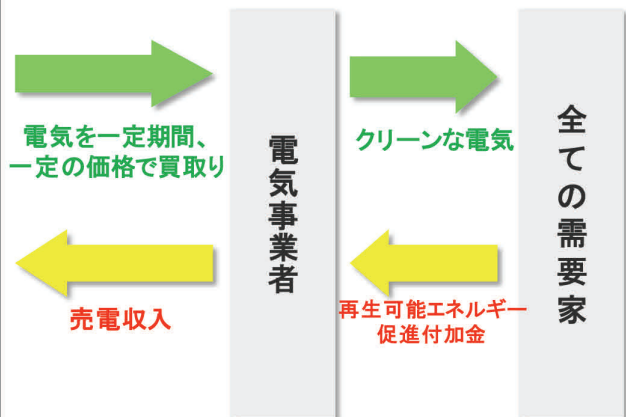 電気を一定期間、
一定の価格で買取り
売電収入
電気事業者
クリーンな電気
再生可能エネルギー
促進付加金
全ての需要家